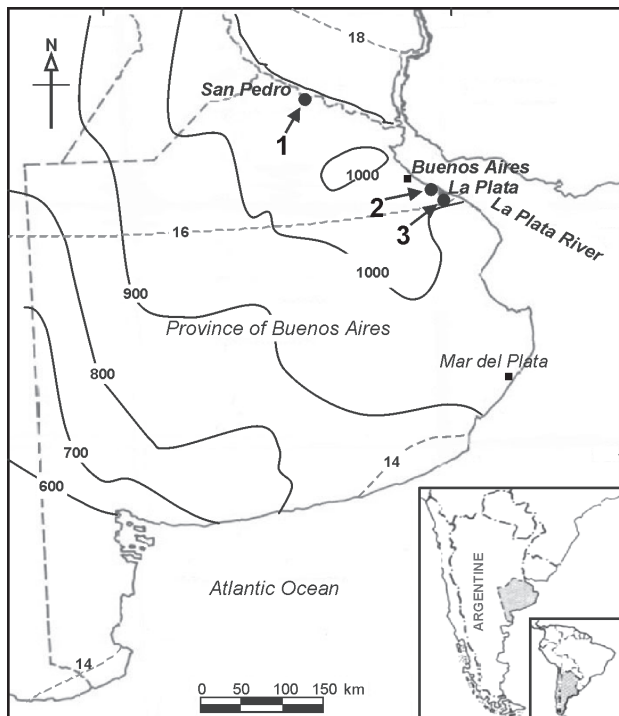 18
N
San Pedro
1
1000
Buenos Aires
La Plata
2
3
La Plata River
16
1000
900
Province of Buenos Aires
Mar del Plata
800
700
14
600
Atlantic Ocean
ARGENTINE
14
0 50 100 150 km